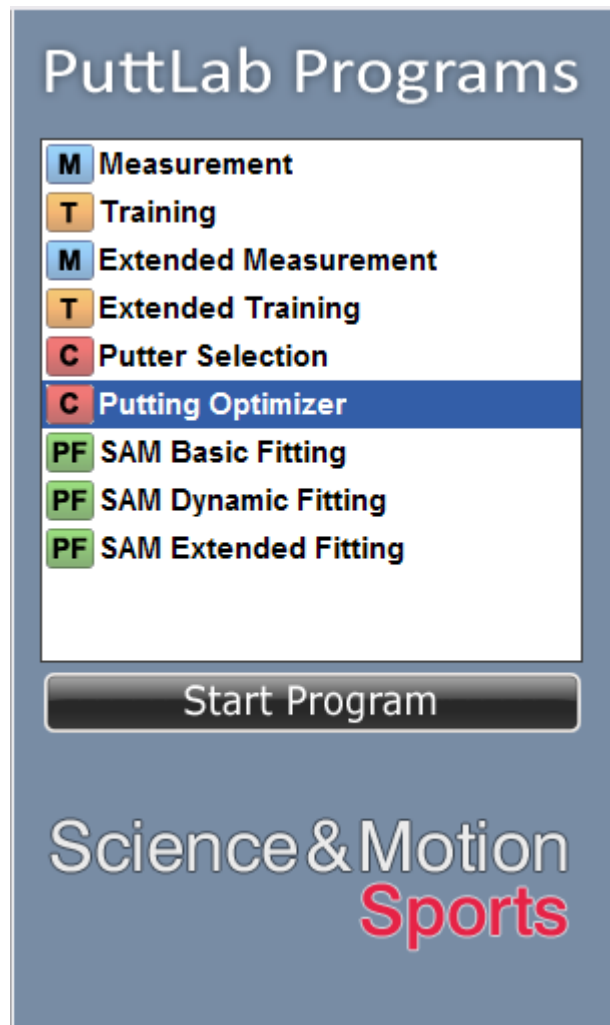 PuttLab Programs
M Measurement
T Training
M Extended Measurement
T Extended Training
C Putter Selection
C Putting Optimizer
PF SAM Basic Fitting
PF SAM Dynamic Fitting
PF SAM Extended Fitting
Start Program
Science&Motion
Sports